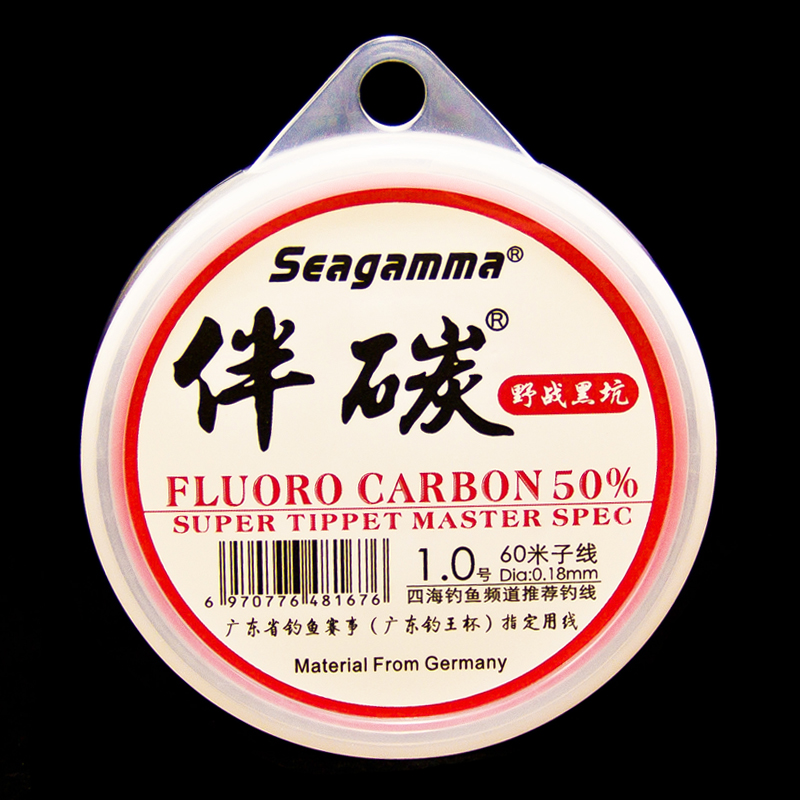 Seagamma®
伴碳®
野战黑坑
FLUORO CARBON 50%
SUPER TIPPET MASTER SPEC
1.0号 60米子线
Dia:0.18mm
四海钓鱼频道推荐钓线
6 970776 481676
广东省钓鱼赛事（广东钓王杯）指定用线
Material From Germany